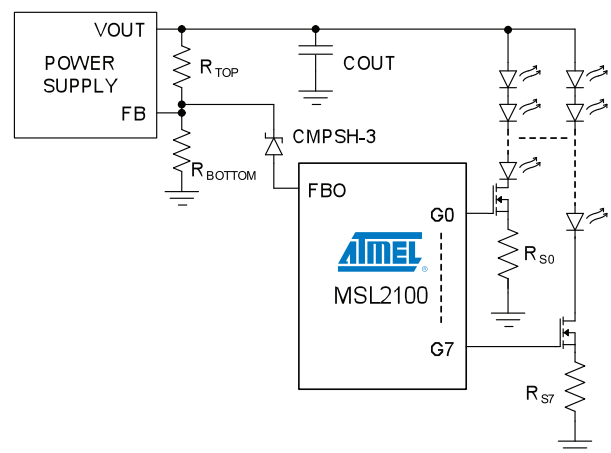 VOUT
POWER
SUPPLY
FB
RTOP
RBOTTOM
COUT
CMPSH-3
FBO
G0
ATMEL
®
MSL2100
G7
RS0
RS7